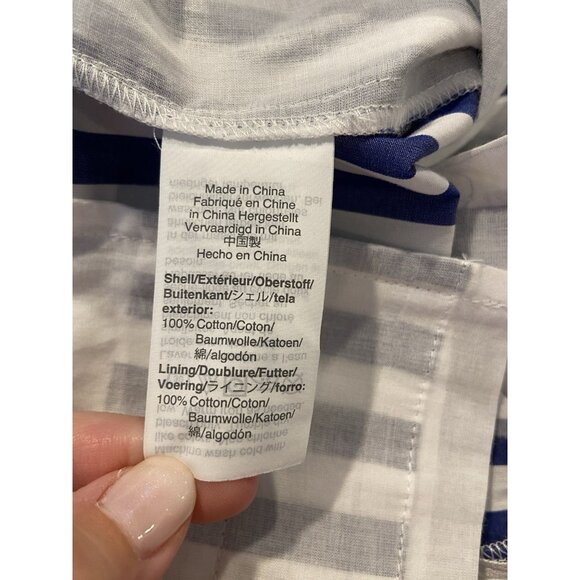 Made in China
Fabriqué en Chine
in China Hergestellt
Vervaardigd in China
中国製
Hecho en China
Shell/Extérieur/Oberstoff/
Buitenkant/シェル/tela
exterior:
100% Cotton/Coton/
Baumwolle/Katoen/
綿/algodón
Lining/Doublure/Futter/
Voering/ライニング/forro:
100% Cotton/Coton/
Baumwolle/Katoen/
綿/algodón